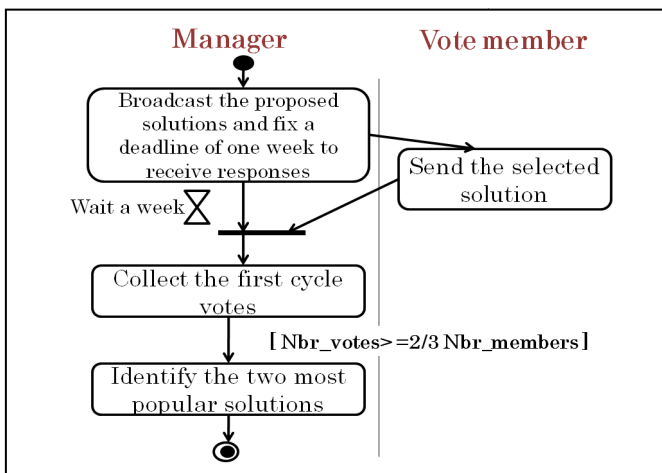 Manager
Vote member
Broadcast the proposed
solutions and fix a
deadline of one week to
receive responses
Send the selected
solution
Wait a week
Collect the first cycle
votes
[ Nbr_votes>=2/3 Nbr_members]
Identify the two most
popular solutions